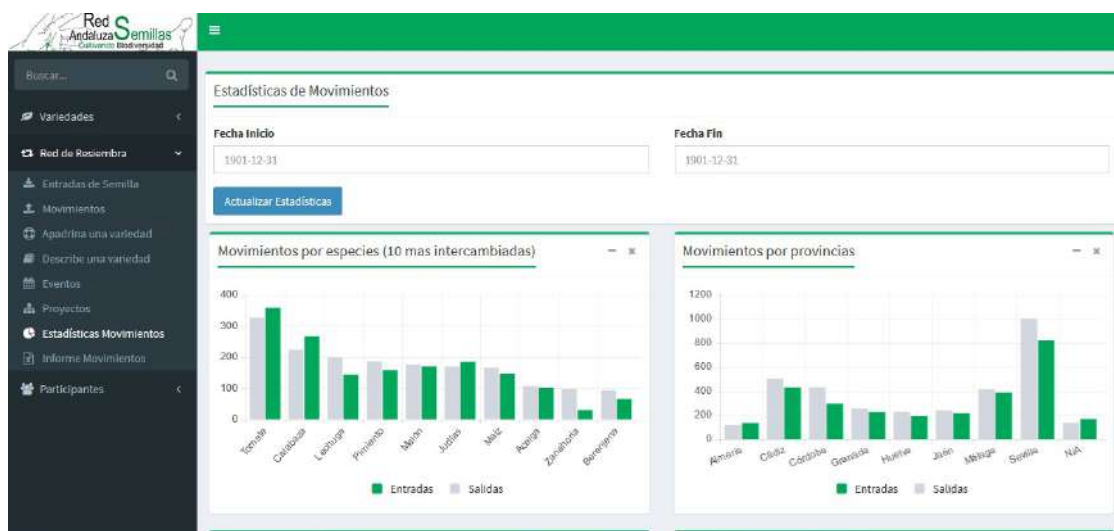 Red
Andaluza Semillas
Cultivando Biodiversidad
Buscar...
Variedades
Red de Resiembra
Entradas de Semilla
Movimientos
Apadrina una variedad
Describe una variedad
Eventos
Proyectos
Estadísticas Movimientos
Informe Movimientos
Participantes
Estadísticas de Movimientos
Fecha Inicio
Fecha Fin
1901-12-31
1901-12-31
Actualizar Estadísticas
Movimientos por especies (10 mas intercambiadas)
400
300
200
100
0
Tomate
Calabaza
Lechuga
Pimiento
Melón
Judías
Maíz
Acelga
Zanahoria
Berenjena
Entradas
Salidas
Movimientos por provincias
1200
1000
800
600
400
200
0
Almería
Cádiz
Córdoba
Granada
Huelva
Jaén
Málaga
Sevilla
N/A
Entradas
Salidas